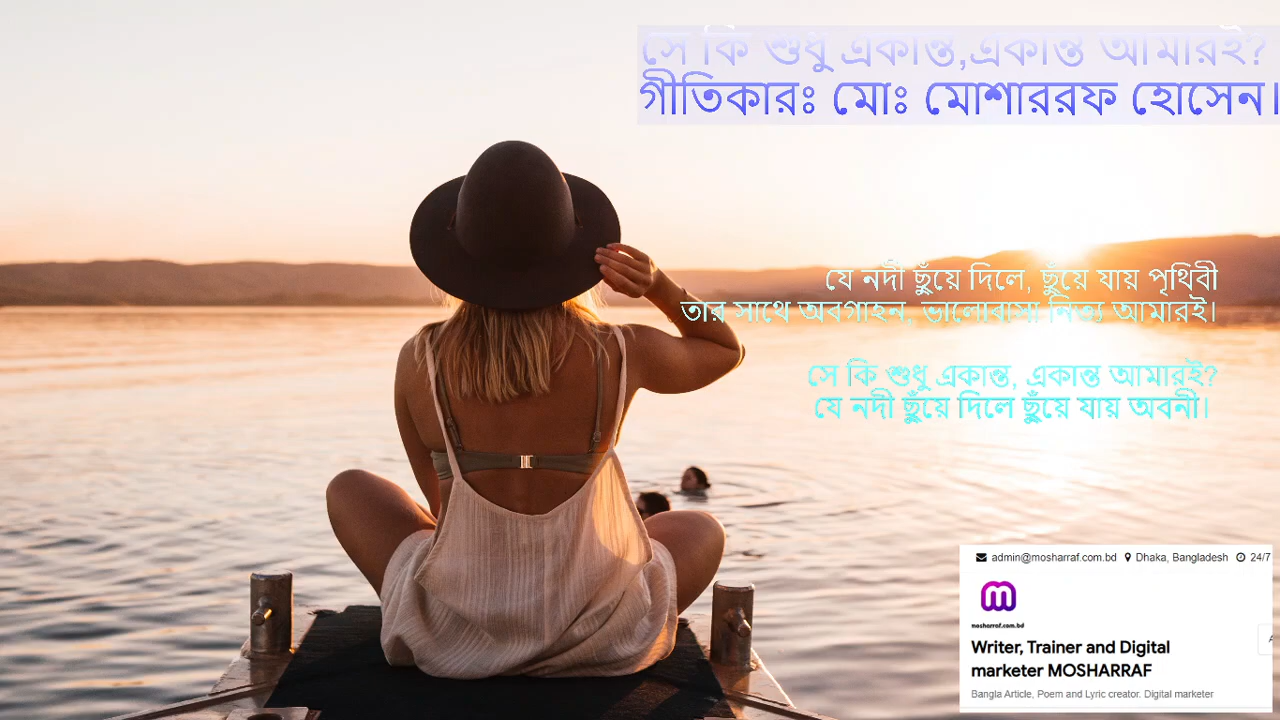 সে কি শুধু একান্ত,একান্ত আমারই?
গীতিকারঃ মোঃ মোশাররফ হোসেন।
যে নদী ছুঁয়ে দিলে, ছুঁয়ে যায় পৃথিবী
তার সাথে অবগাহন, ভালোবাসা নিত্য আমারই।
সে কি শুধু একান্ত, একান্ত আমারই?
যে নদী ছুঁয়ে দিলে ছুঁয়ে যায় অবনী।
admin@mosharraf.com.bd Dhaka, Bangladesh 24/7
mosharraf.com.bd
Writer, Trainer and Digital
marketer MOSHARRAF
Bangla Article, Poem and Lyric creator. Digital marketer